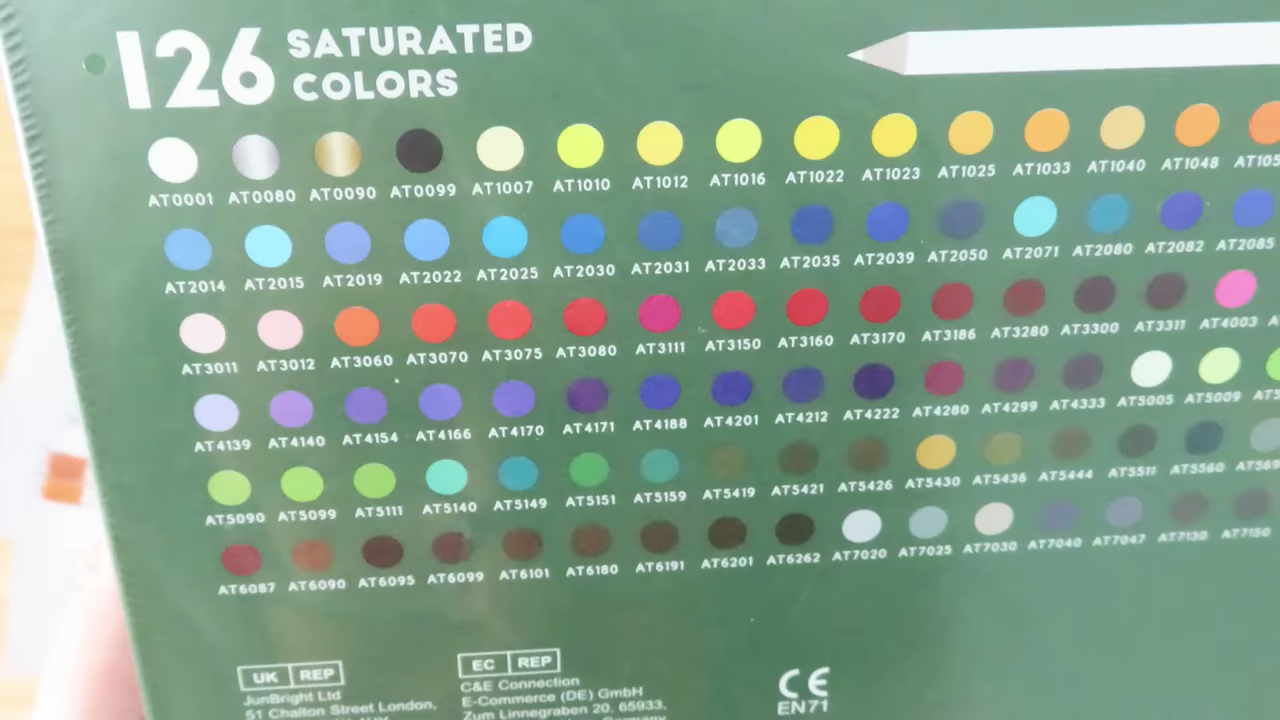 126 SATURATED
COLORS
AT0001 AT0080 AT0090 AT0099 AT1007 AT1010 AT1012 AT1016 AT1022 AT1023 AT1025 AT1033 AT1040 AT1048
AT2014 AT2015 AT2019 AT2022 AT2025 AT2030 AT2031 AT2033 AT2035 AT2039 AT2050 AT2071 AT2080 AT2082 AT2085
AT3011 AT3012 AT3060 AT3070 AT3075 AT3080 AT3111 AT3150 AT3160 AT3170 AT3186 AT3280 AT3300 AT3311 AT4003
AT4139 AT4140 AT4154 AT4166 AT4170 AT4171 AT4188 AT4201 AT4212 AT4222 AT4280 AT4299 AT4333 AT5005 AT5009
AT5090 AT5099 AT5111 AT5140 AT5149 AT5151 AT5159 AT5419 AT5421 AT5426 AT5430 AT5436 AT5444 AT5511 AT5560
AT6087 AT6090 AT6095 AT6099 AT6101 AT6180 AT6191 AT6201 AT6262 AT7020 AT7025 AT7030 AT7040 AT7047 AT7130 AT7150
UK REP
JunBright Ltd
51 Chalton Street London,
EC REP
C&E Connection
E-Commerce (DE) GmbH
Zum Linnegraben 20, 65933,
CE
EN71